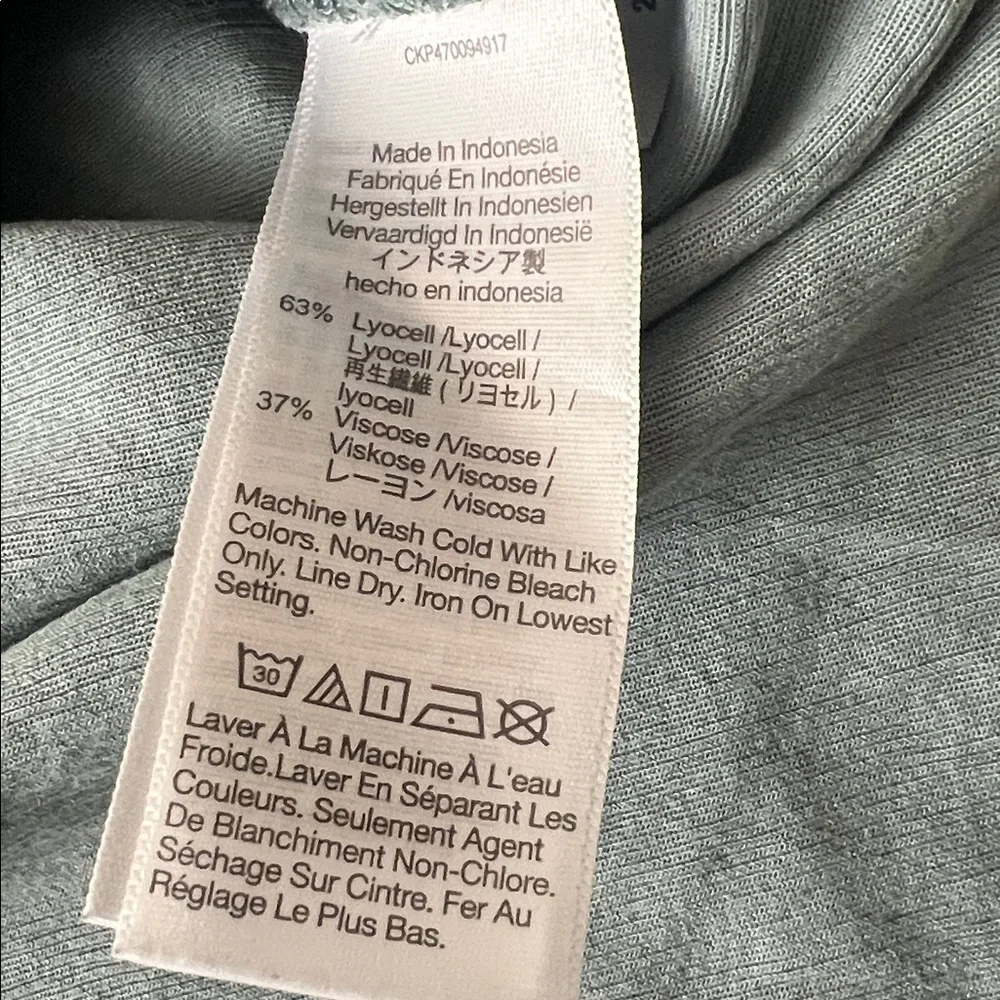 CKP470094917
Made In Indonesia
Fabriqué En Indonésie
Hergestellt In Indonesien
Vervaardigd In Indonesië
インドネシア製
hecho en indonesia
63% Lyocell /Lyocell /
Lyocell /Lyocell /
再生繊維 ( リヨセル ) /
lyocell
37% Viscose /Viscose /
Viskose /Viscose /
レーヨン /viscosa
Machine Wash Cold With Like
Colors. Non-Chlorine Bleach
Only. Line Dry. Iron On Lowest
Setting.
30
Laver À La Machine À L'eau
Froide.Laver En Séparant Les
Couleurs. Seulement Agent
De Blanchiment Non-Chlore.
Séchage Sur Cintre. Fer Au
Réglage Le Plus Bas.